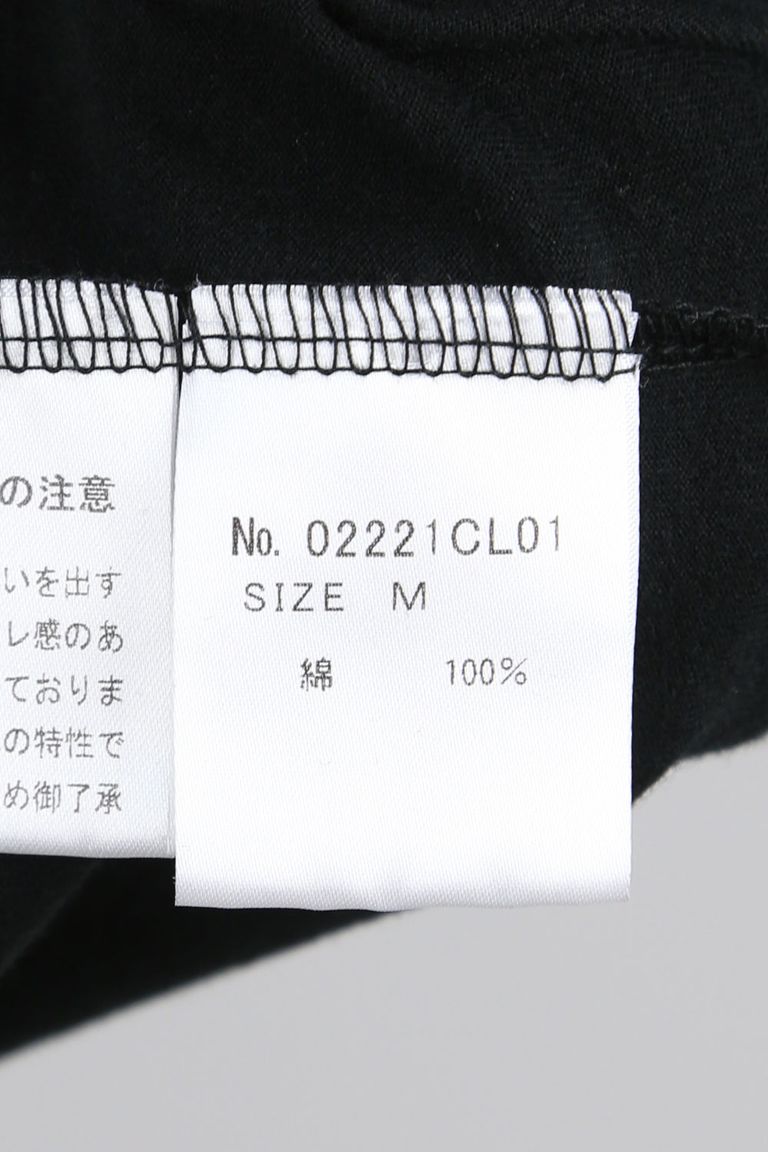 の注意
いを出す
レ感のあ
ておりま
の特性で
め御了承
No. 02221CL01
SIZE M
綿 100%